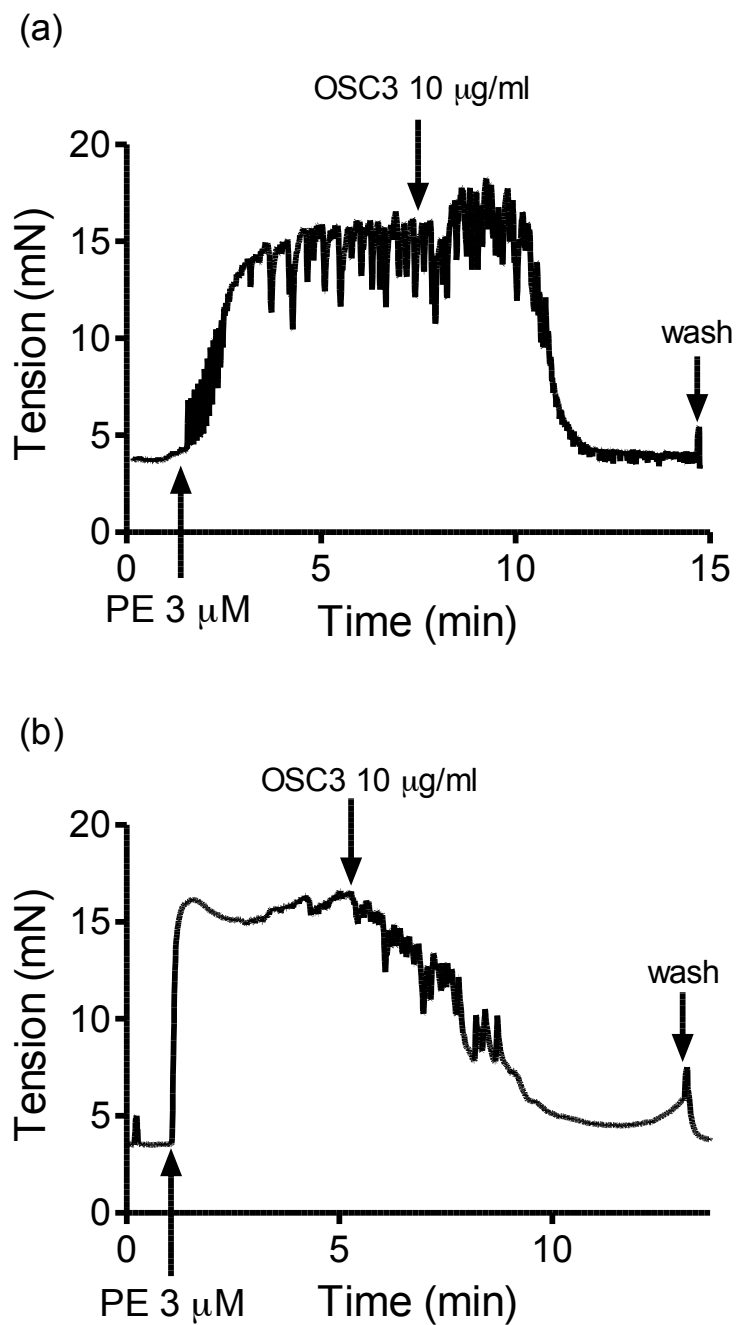 (a)
OSC3 10 μg/ml
20
15
10
5
0
Tension (mN)
wash
0 5 10 15
PE 3 μM
Time (min)
(b)
OSC3 10 μg/ml
20
15
10
5
0
Tension (mN)
wash
0 5 10
PE 3 μM
Time (min)